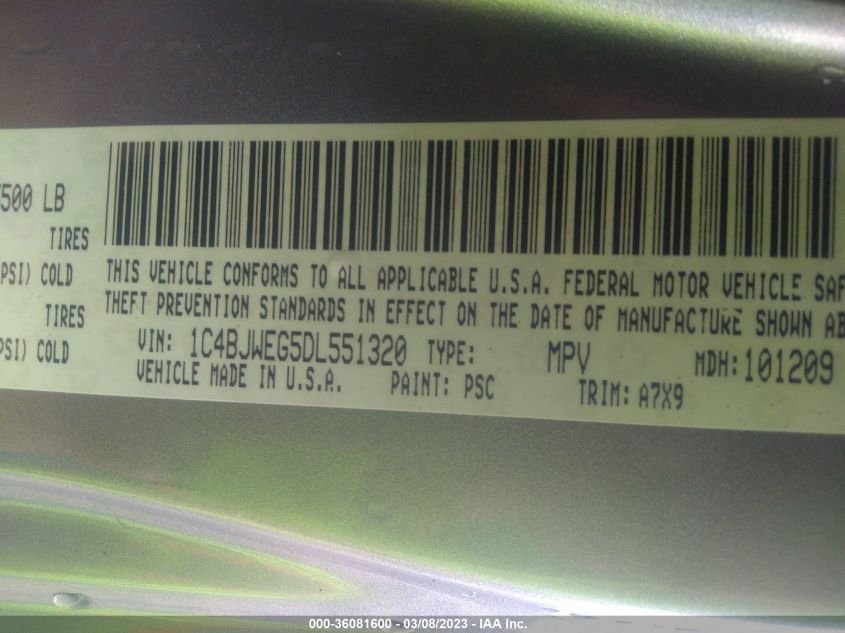 500 LB
TIRES
PSI) COLD
TIRES
PSI) COLD
THIS VEHICLE CONFORMS TO ALL APPLICABLE U.S.A. FEDERAL MOTOR VEHICLE SAF
THEFT PREVENTION STANDARDS IN EFFECT ON THE DATE OF MANUFACTURE SHOWN AB
VIN: 1C4BJWEG5DL551320 TYPE: MPV MDH: 101209
VEHICLE MADE IN U.S.A. PAINT: PSC TRIM: A7X9
000-36081600 - 03/08/2023 - IAA Inc.